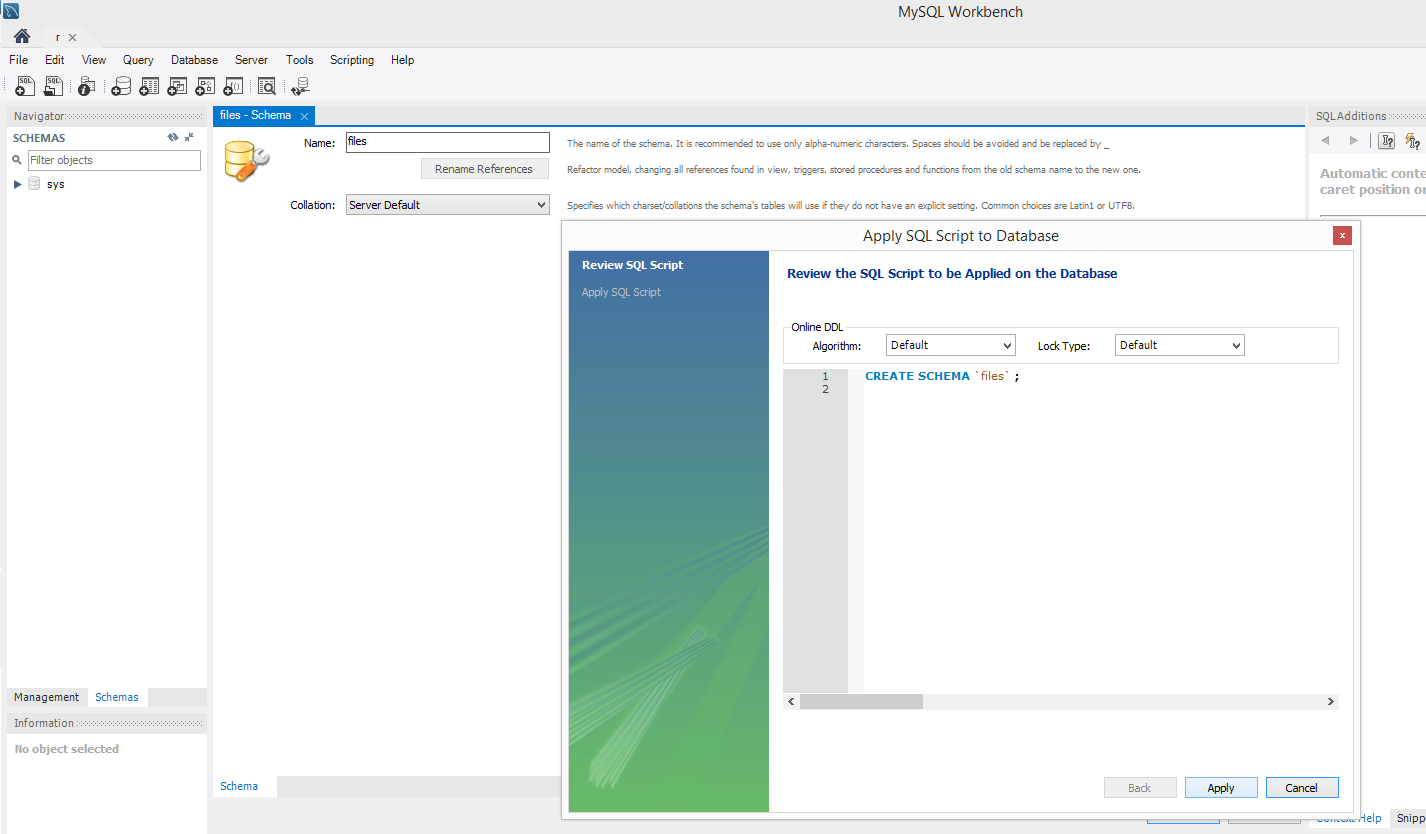 MySQL Workbench
r
File Edit View Query Database Server Tools Scripting Help
Navigator
SCHEMAS
Filter objects
sys
Management Schemas
Information
No object selected
files - Schema
Name: files
The name of the schema. It is recommended to use only alpha-numeric characters. Spaces should be avoided and be replaced by _
Rename References
Refactor model, changing all references found in view, triggers, stored procedures and functions from the old schema name to the new one.
Collation: Server Default
Specifies which charset/collations the schema's tables will use if they do not have an explicit setting. Common choices are Latin1 or UTF8.
Schema
SQLAdditions
Automatic conte
caret position or
Apply SQL Script to Database
Review SQL Script
Apply SQL Script
Review the SQL Script to be Applied on the Database
Online DDL
Algorithm: Default Lock Type: Default
1 CREATE SCHEMA `files` ;
2
Back Apply Cancel
Context Help Snipp